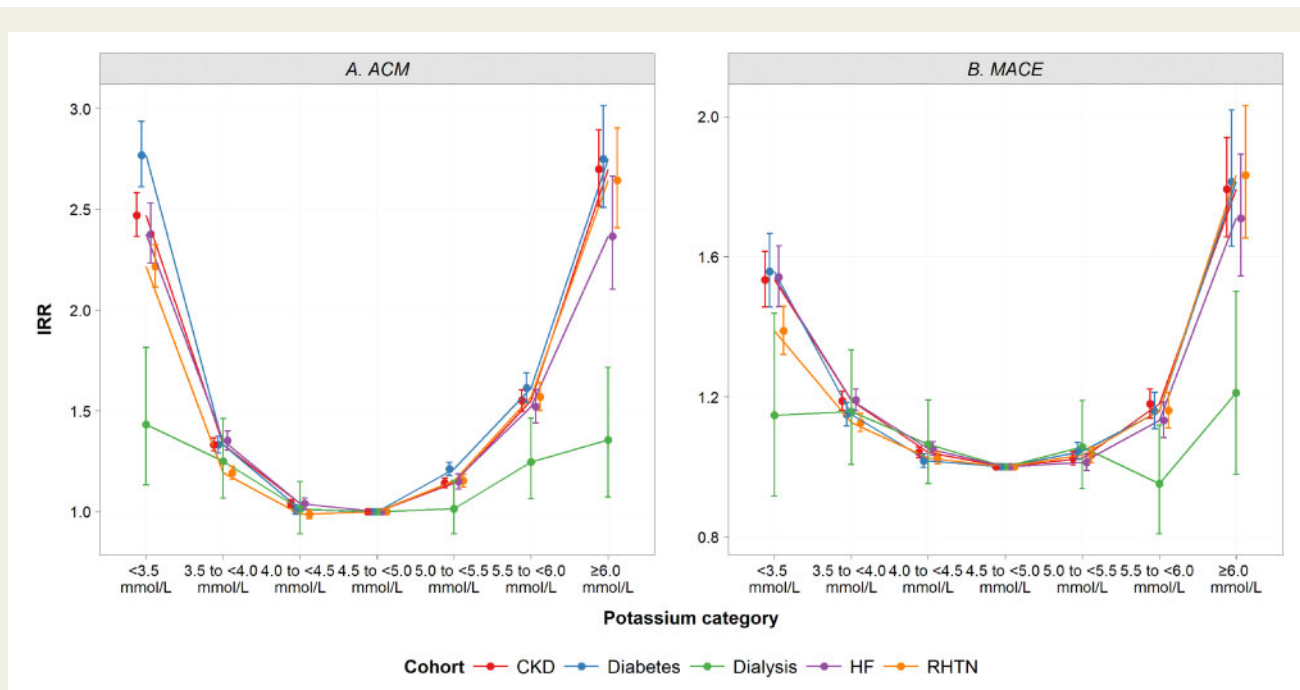 A. ACM
B. MACE
3.0
2.5
2.0
1.5
1.0
2.0
1.6
1.2
0.8
IRR
<3.5 3.5 to <4.0 4.0 to <4.5 4.5 to <5.0 5.0 to <5.5 5.5 to <6.0 ≥6.0
mmol/L mmol/L mmol/L mmol/L mmol/L mmol/L mmol/L
<3.5 3.5 to <4.0 4.0 to <4.5 4.5 to <5.0 5.0 to <5.5 5.5 to <6.0 ≥6.0
mmol/L mmol/L mmol/L mmol/L mmol/L mmol/L mmol/L
Potassium category
Cohort CKD Diabetes Dialysis HF RHTN